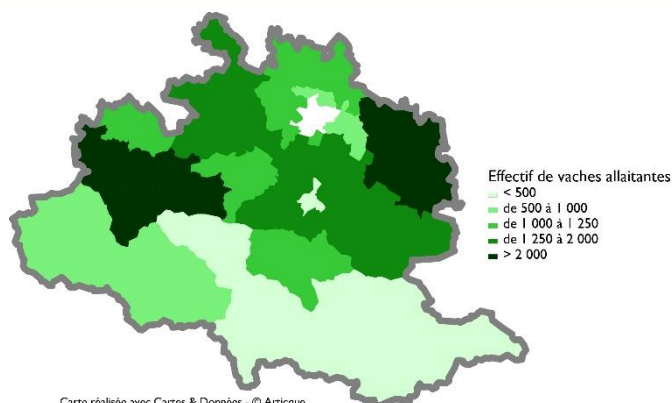 Effectif de vaches allaitantes
< 500
de 500 à 1 000
de 1 000 à 1 250
de 1 250 à 2 000
> 2 000
Carte réalisée avec Cartes & Données - © Articque